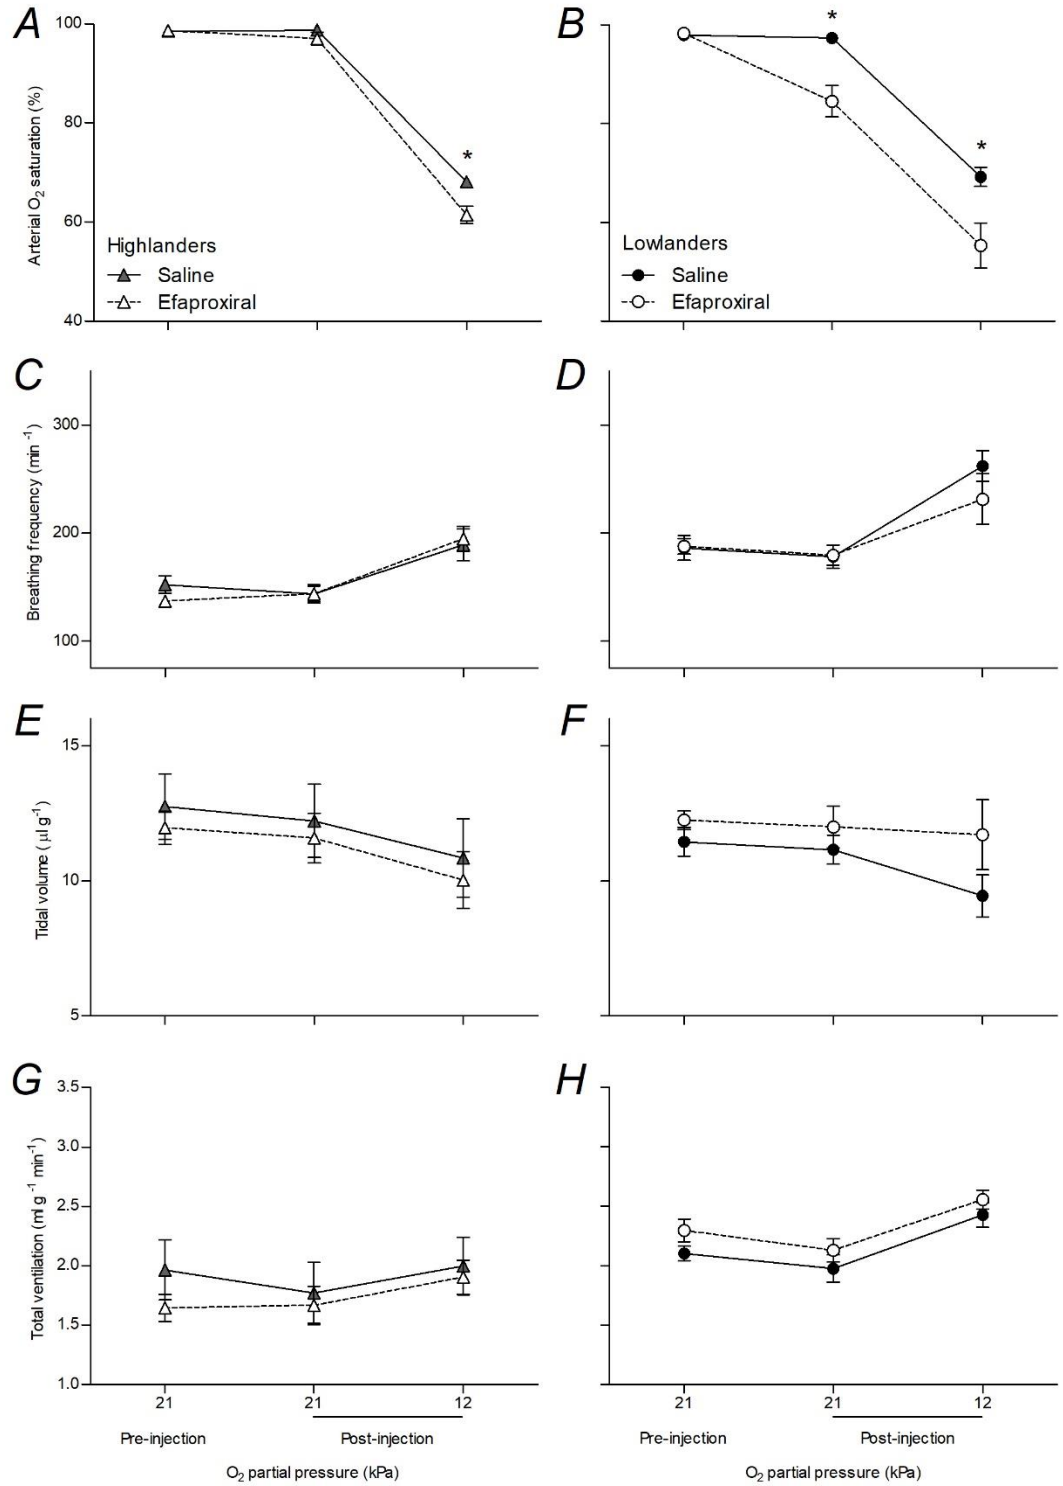 A
B
100
80
60
40
Arterial O2 saturation (%)
*
*
*
Highlanders
Saline
Efaproxiral
Lowlanders
Saline
Efaproxiral
C
D
300
200
100
Breathing frequency (min -1)
E
F
15
10
5
Tidal volume (μl g-1)
G
H
3.5
3.0
2.5
2.0
1.5
1.0
Total ventilation (ml g-1 min-1)
21 21 12
21 21 12
Pre-injection Post-injection
Pre-injection Post-injection
O2 partial pressure (kPa)
O2 partial pressure (kPa)